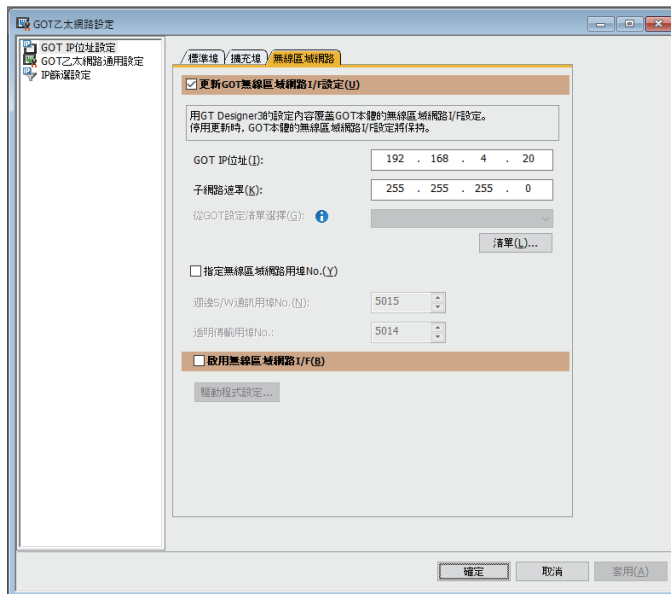 GOT乙太網路設定
GOT IP位址設定
GOT乙太網路通用設定
IP篩選設定
標準埠 擴充埠 無線區域網路
更新GOT無線區域網路I/F設定(U)
用GT Designer3的設定內容覆蓋GOT本體的無線區域網路I/F設定。
停用更新時，GOT本體的無線區域網路I/F設定將保持。
GOT IP位址(I): 192 . 168 . 4 . 20
子網路遮罩(K): 255 . 255 . 255 . 0
從GOT設定清單選擇(G):
清單(L)...
指定無線區域網路用埠No.(Y)
週邊S/W通訊用埠No.(N): 5015
透明傳輸用埠No.: 5014
啟用無線區域網路I/F(B)
驅動程式設定...
確定 取消 套用(A)